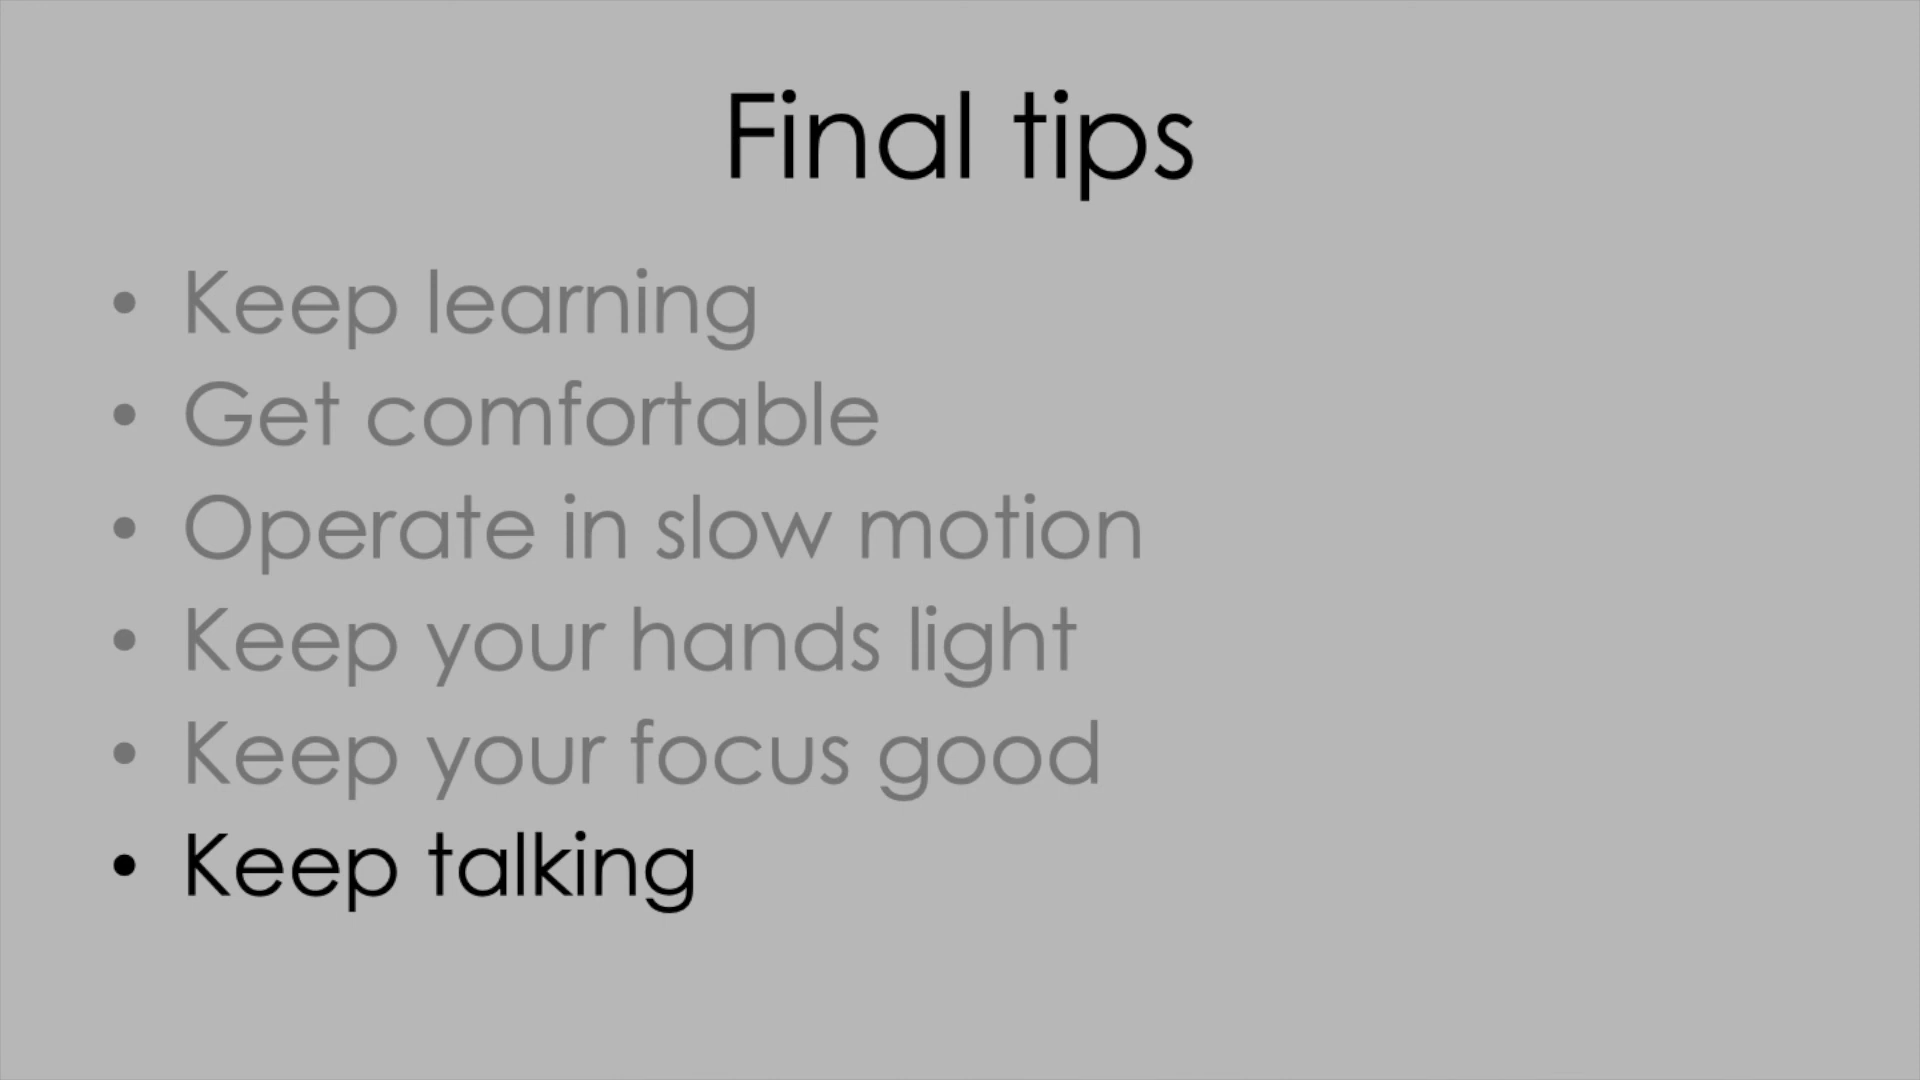 Final tips
• Keep learning
• Get comfortable
• Operate in slow motion
• Keep your hands light
• Keep your focus good
• Keep talking